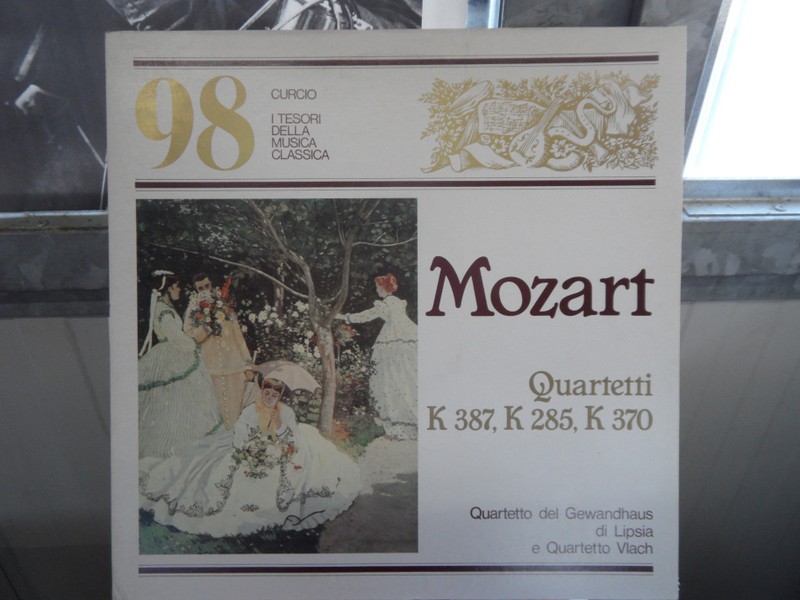 98
CURCIO
I TESORI
DELLA
MUSICA
CLASSICA
Mozart
Quartetti
K 387, K 285, K 370
Quartetto del Gewandhaus
di Lipsia
e Quartetto Vlach